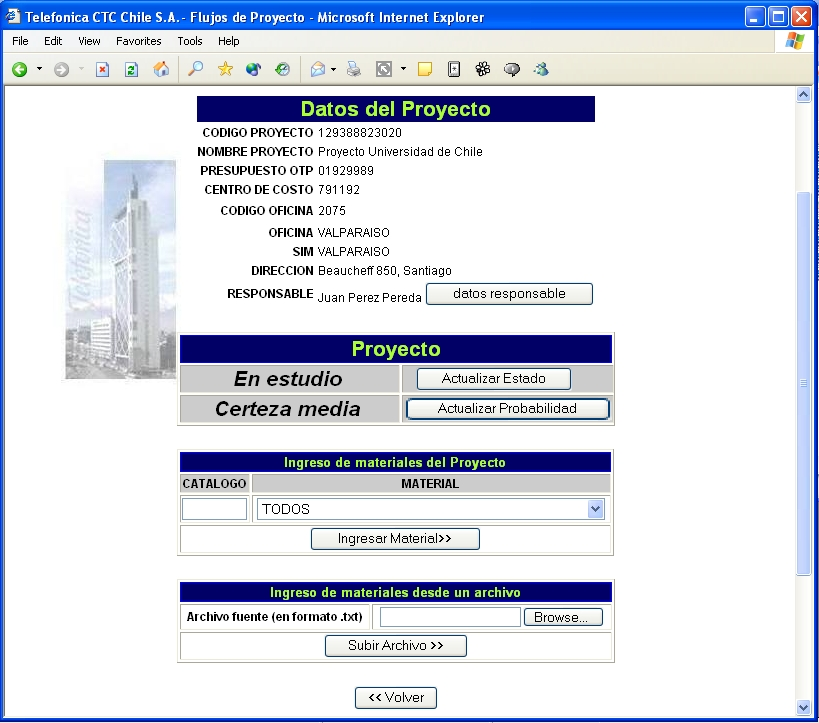 Telefonica CTC Chile S.A. - Flujos de Proyecto - Microsoft Internet Explorer
File Edit View Favorites Tools Help
Datos del Proyecto
CODIGO PROYECTO 129388823020
NOMBRE PROYECTO Proyecto Universidad de Chile
PRESUPUESTO OTP 01929989
CENTRO DE COSTO 791192
CODIGO OFICINA 2075
OFICINA VALPARAISO
SIM VALPARAISO
DIRECCION Beaucheff 850, Santiago
RESPONSABLE Juan Perez Pereda datos responsable
Telefónica
Proyecto
En estudio Actualizar Estado
Certeza media Actualizar Probabilidad
Ingreso de materiales del Proyecto
CATALOGO MATERIAL
TODOS
Ingresar Material>>
Ingreso de materiales desde un archivo
Archivo fuente (en formato .txt) Browse...
Subir Archivo >>
<< Volver